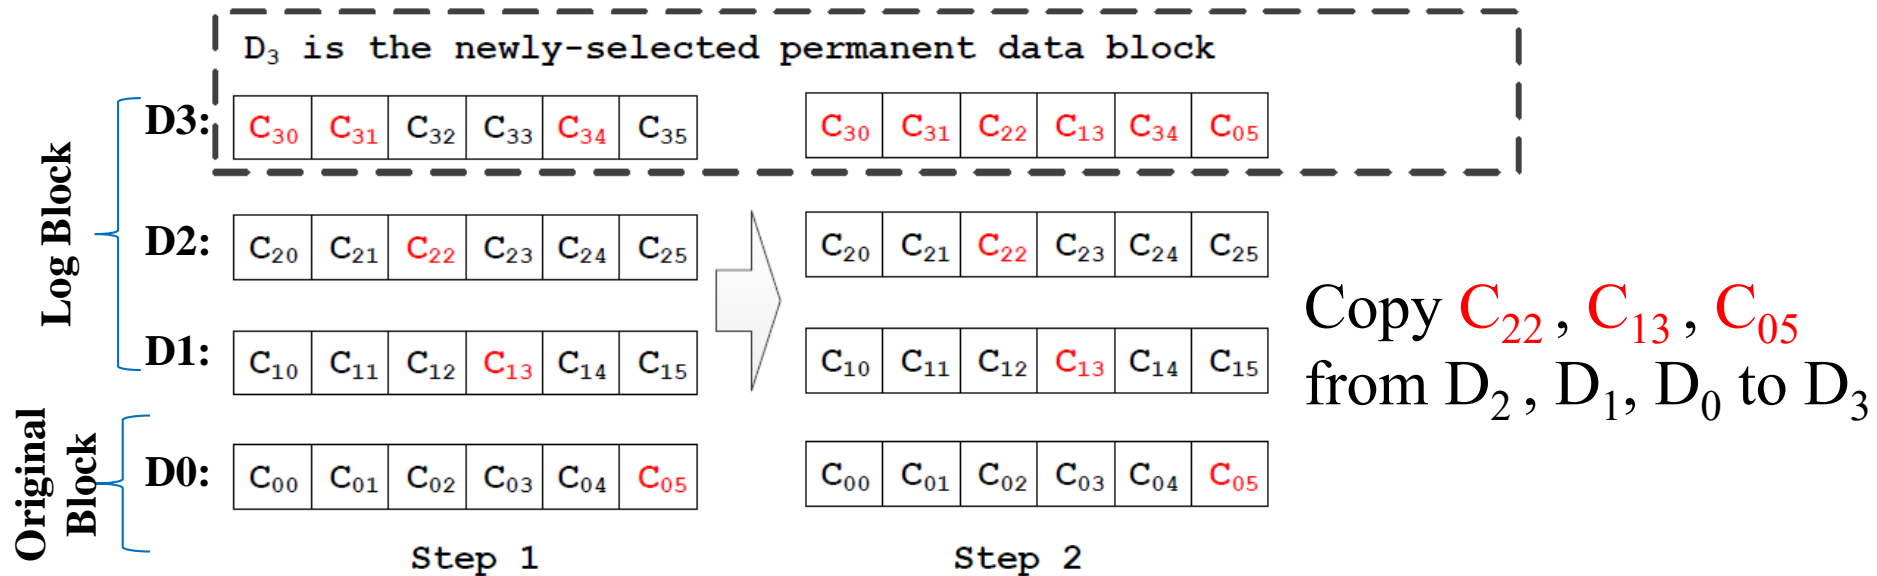 D₃ is the newly-selected permanent data block
Log Block
D3: C₃₀ C₃₁ C₃₂ C₃₃ C₃₄ C₃₅ C₃₀ C₃₁ C₂₂ C₁₃ C₃₄ C₀₅
D2: C₂₀ C₂₁ C₂₂ C₂₃ C₂₄ C₂₅ C₂₀ C₂₁ C₂₂ C₂₃ C₂₄ C₂₅
D1: C₁₀ C₁₁ C₁₂ C₁₃ C₁₄ C₁₅ C₁₀ C₁₁ C₁₂ C₁₃ C₁₄ C₁₅
Original
Block
D0: C₀₀ C₀₁ C₀₂ C₀₃ C₀₄ C₀₅ C₀₀ C₀₁ C₀₂ C₀₃ C₀₄ C₀₅
Step 1 Step 2
Copy C₂₂ , C₁₃ , C₀₅
from D₂ , D₁, D₀ to D₃